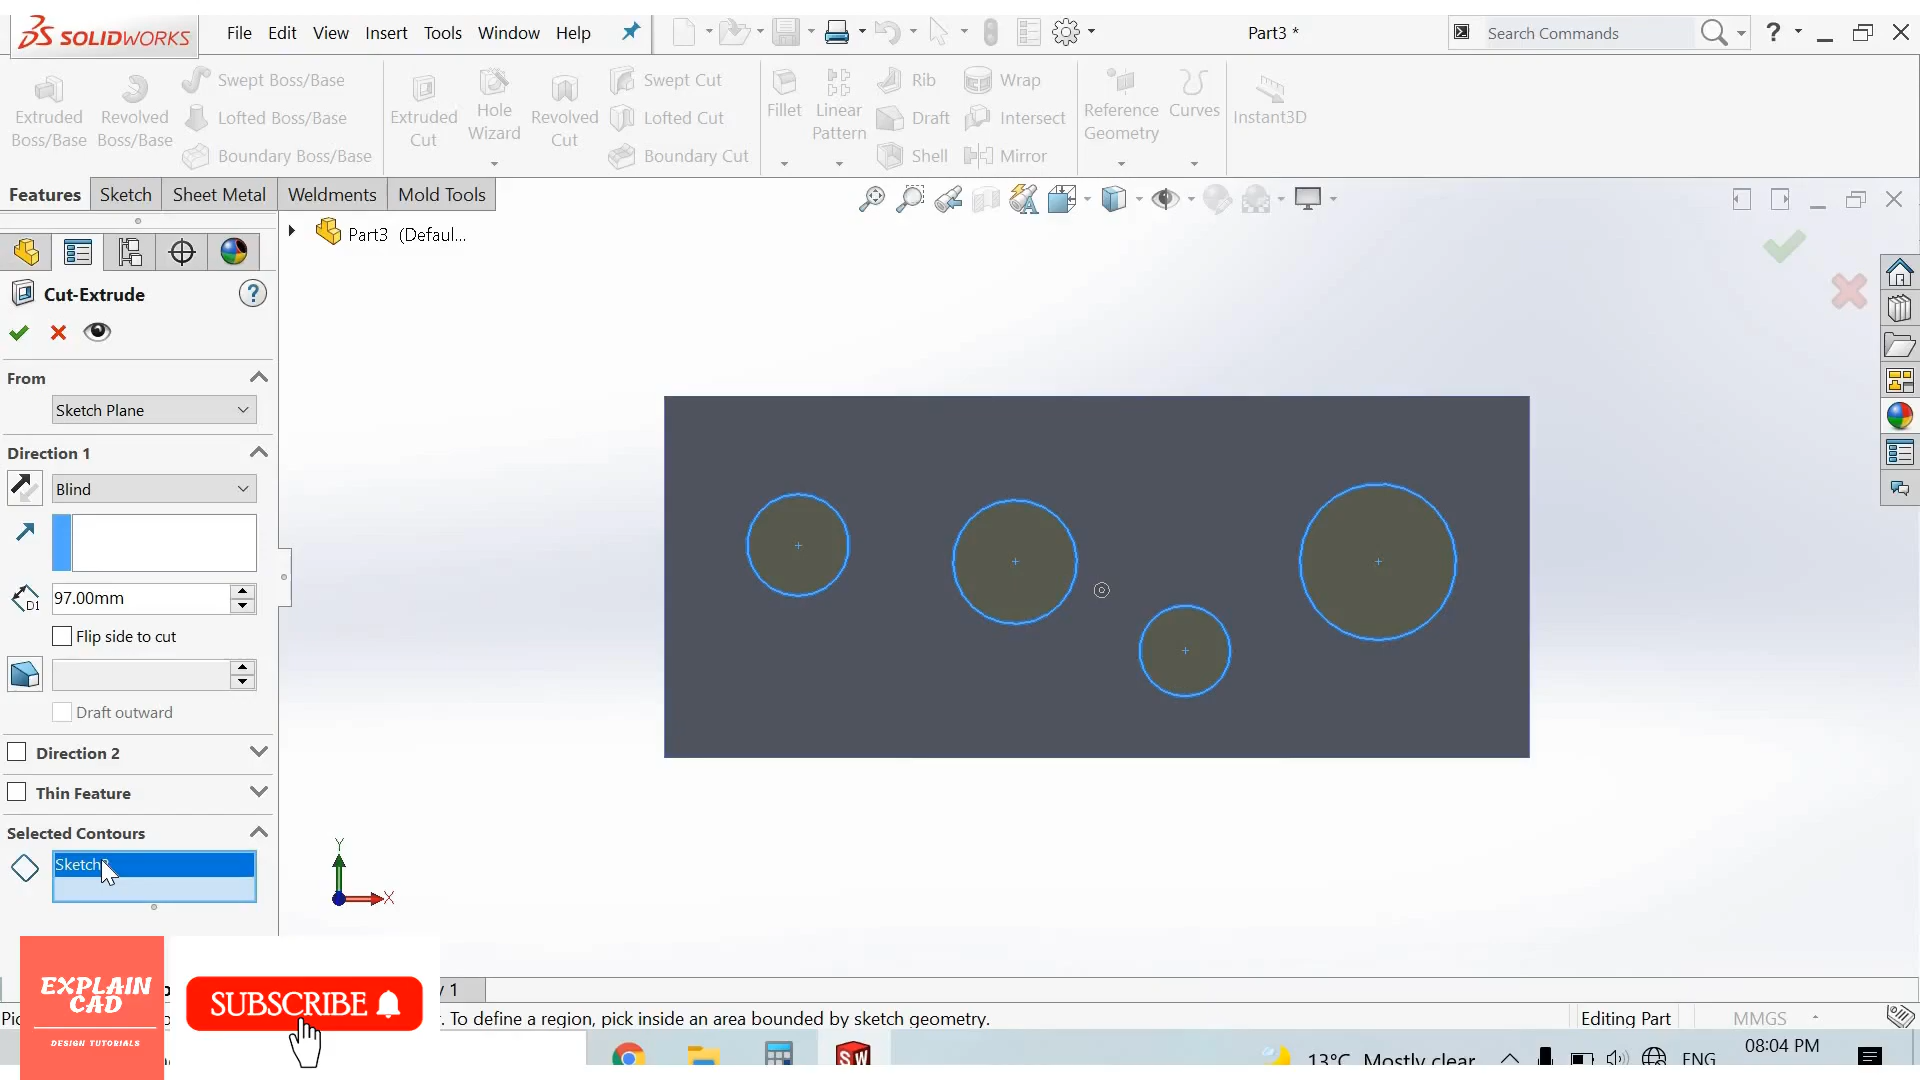 SOLIDWORKS File Edit View Insert Tools Window Help Part3 * Search Commands ?
Extruded Boss/Base
Revolved Boss/Base
Swept Boss/Base
Lofted Boss/Base
Boundary Boss/Base
Extruded Cut
Hole Wizard
Revolved Cut
Swept Cut
Lofted Cut
Boundary Cut
Fillet
Linear Pattern
Rib
Draft
Shell
Wrap
Intersect
Mirror
Reference Geometry
Curves
Instant3D
Features Sketch Sheet Metal Weldments Mold Tools
Part3 (Defaul...
Cut-Extrude ?
From
Sketch Plane
Direction 1
Blind
D1 97.00mm
Flip side to cut
Draft outward
Direction 2
Thin Feature
Selected Contours
Sketch
Y
X
EXPLAIN
CAD
DESIGN TUTORIALS
SUBSCRIBE
1
. To define a region, pick inside an area bounded by sketch geometry. Editing Part MMGS
SW 13°C Mostly clear ENG 08:04 PM